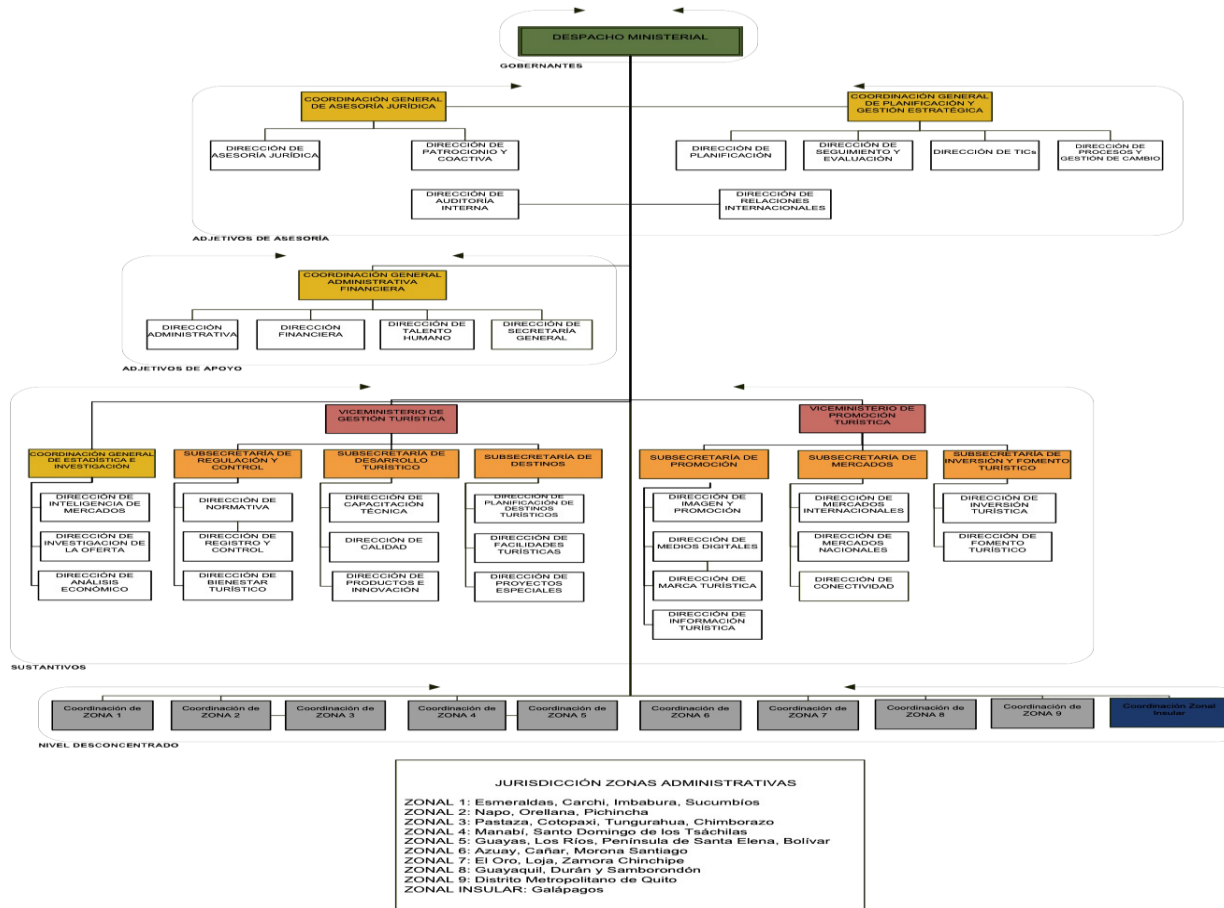 DESPACHO MINISTERIAL
GOBERNANTES
COORDINACIÓN GENERAL
DE ASESORÍA JURÍDICA
COORDINACIÓN GENERAL
DE PLANIFICACIÓN Y
GESTIÓN ESTRATÉGICA
DIRECCIÓN DE
ASESORÍA JURÍDICA
DIRECCIÓN DE
PATROCIONIO Y
COACTIVA
DIRECCIÓN DE
PLANIFICACIÓN
DIRECCIÓN DE
SEGUIMIENTO Y
EVALUACIÓN
DIRECCIÓN DE TICs
DIRECCIÓN DE
PROCESOS Y
GESTIÓN DE CAMBIO
DIRECCIÓN DE
AUDITORÍA
INTERNA
DIRECCIÓN DE
RELACIONES
INTERNACIONALES
ADJETIVOS DE ASESORÍA
COORDINACIÓN GENERAL
ADMINISTRATIVA
FINANCIERA
DIRECCIÓN
ADMINISTRATIVA
DIRECCIÓN
FINANCIERA
DIRECCIÓN DE
TALENTO
HUMANO
DIRECCIÓN DE
SECRETARÍA
GENERAL
ADJETIVOS DE APOYO
VICEMINISTERIO DE
GESTIÓN TURÍSTICA
VICEMINISTERIO DE
PROMOCIÓN
TURÍSTICA
COORDINACIÓN GENERAL
DE ESTADÍSTICA E
INVESTIGACIÓN
SUBSECRETARÍA DE
REGULACIÓN Y
CONTROL
SUBSECRETARÍA DE
DESARROLLO
TURÍSTICO
SUBSECRETARÍA DE
DESTINOS
SUBSECRETARÍA DE
PROMOCIÓN
SUBSECRETARÍA DE
MERCADOS
SUBSECRETARÍA DE
INVERSIÓN Y FOMENTO
TURÍSTICO
DIRECCIÓN DE
INTELIGENCIA DE
MERCADOS
DIRECCIÓN DE
NORMATIVA
DIRECCIÓN DE
CAPACITACIÓN
TÉCNICA
DIRECCIÓN DE
PLANIFICACIÓN DE
DESTINOS
TURÍSTICOS
DIRECCIÓN DE
IMAGEN Y
PROMOCIÓN
DIRECCIÓN DE
MERCADOS
INTERNACIONALES
DIRECCIÓN DE
INVERSIÓN
TURÍSTICA
DIRECCIÓN DE
INVESTIGACION DE
LA OFERTA
DIRECCIÓN DE
REGISTRO Y
CONTROL
DIRECCIÓN DE
CALIDAD
DIRECCIÓN DE
FACILIDADES
TURÍSTICAS
DIRECCIÓN DE
MEDIOS DIGITALES
DIRECCIÓN DE
MERCADOS
NACIONALES
DIRECCIÓN DE
FOMENTO
TURÍSTICO
DIRECCIÓN DE
ANÁLISIS
ECONÓMICO
DIRECCIÓN DE
BIENESTAR
TURÍSTICO
DIRECCIÓN DE
PRODUCTOS E
INNOVACIÓN
DIRECCIÓN DE
PROYECTOS
ESPECIALES
DIRECCIÓN DE
MARCA TURÍSTICA
DIRECCIÓN DE
CONECTIVIDAD
DIRECCIÓN DE
INFORMACIÓN
TURÍSTICA
SUSTANTIVOS
Coordinación de
ZONA 1
Coordinación de
ZONA 2
Coordinación de
ZONA 3
Coordinación de
ZONA 4
Coordinación de
ZONA 5
Coordinación de
ZONA 6
Coordinación de
ZONA 7
Coordinación de
ZONA 8
Coordinación de
ZONA 9
Coordinación Zonal
Insular
NIVEL DESCONCENTRADO
JURISDICCIÓN ZONAS ADMINISTRATIVAS
ZONAL 1: Esmeraldas, Carchi, Imbabura, Sucumbíos
ZONAL 2: Napo, Orellana, Pichincha
ZONAL 3: Pastaza, Cotopaxi, Tungurahua, Chimborazo
ZONAL 4: Manabí, Santo Domingo de los Tsáchilas
ZONAL 5: Guayas, Los Ríos, Península de Santa Elena, Bolívar
ZONAL 6: Azuay, Cañar, Morona Santiago
ZONAL 7: El Oro, Loja, Zamora Chinchipe
ZONAL 8: Guayaquil, Durán y Samborondón
ZONAL 9: Distrito Metropolitano de Quito
ZONAL INSULAR: Galápagos